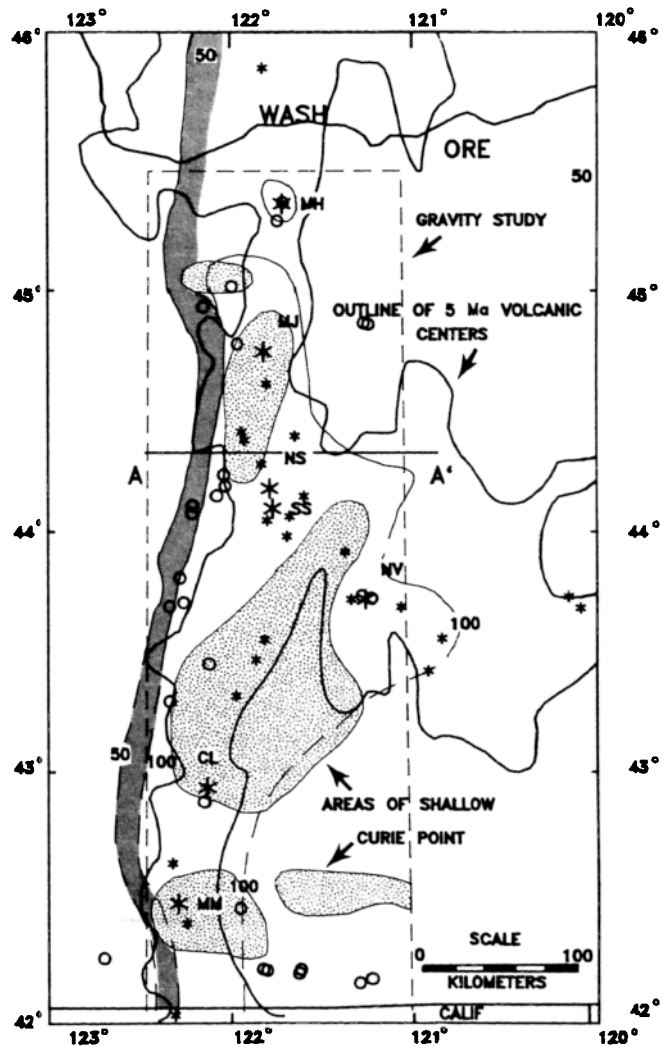 123° 122° 121° 120°
46° 46°
50
WASH
ORE
50
MH
GRAVITY STUDY
45° 45°
OUTLINE OF 5 Ma VOLCANIC
CENTERS
MJ
A A'
NS
SS
44° 44°
NV
100
43° 43°
CL
50
100
AREAS OF SHALLOW
CURIE POINT
100
MM
SCALE
0 100
KILOMETERS
CALIF
42° 42°
123° 122° 121° 120°